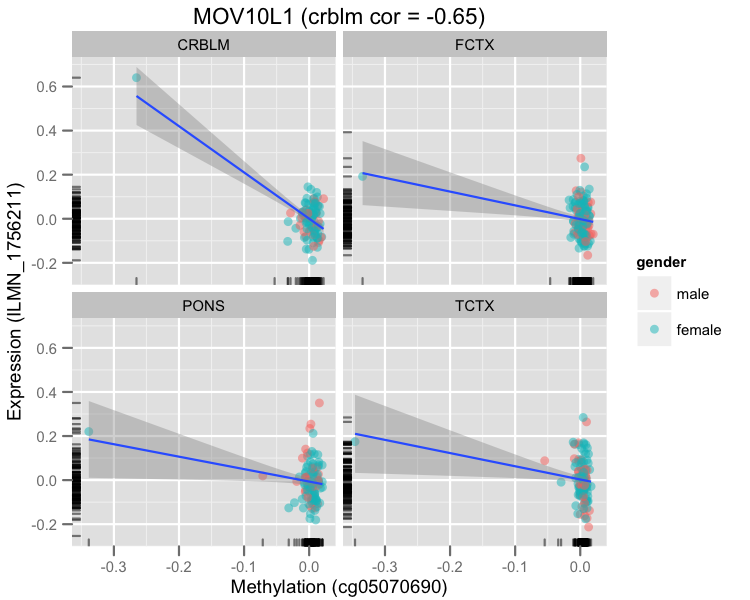 MOV10L1 (crblm cor = -0.65)
CRBLM FCTX
0.6
0.4
0.2
0.0
-0.2
PONS TCTX
0.6
0.4
0.2
0.0
-0.2
-0.3 -0.2 -0.1 0.0 -0.3 -0.2 -0.1 0.0
Methylation (cg05070690)
Expression (ILMN_1756211)
gender
male
female